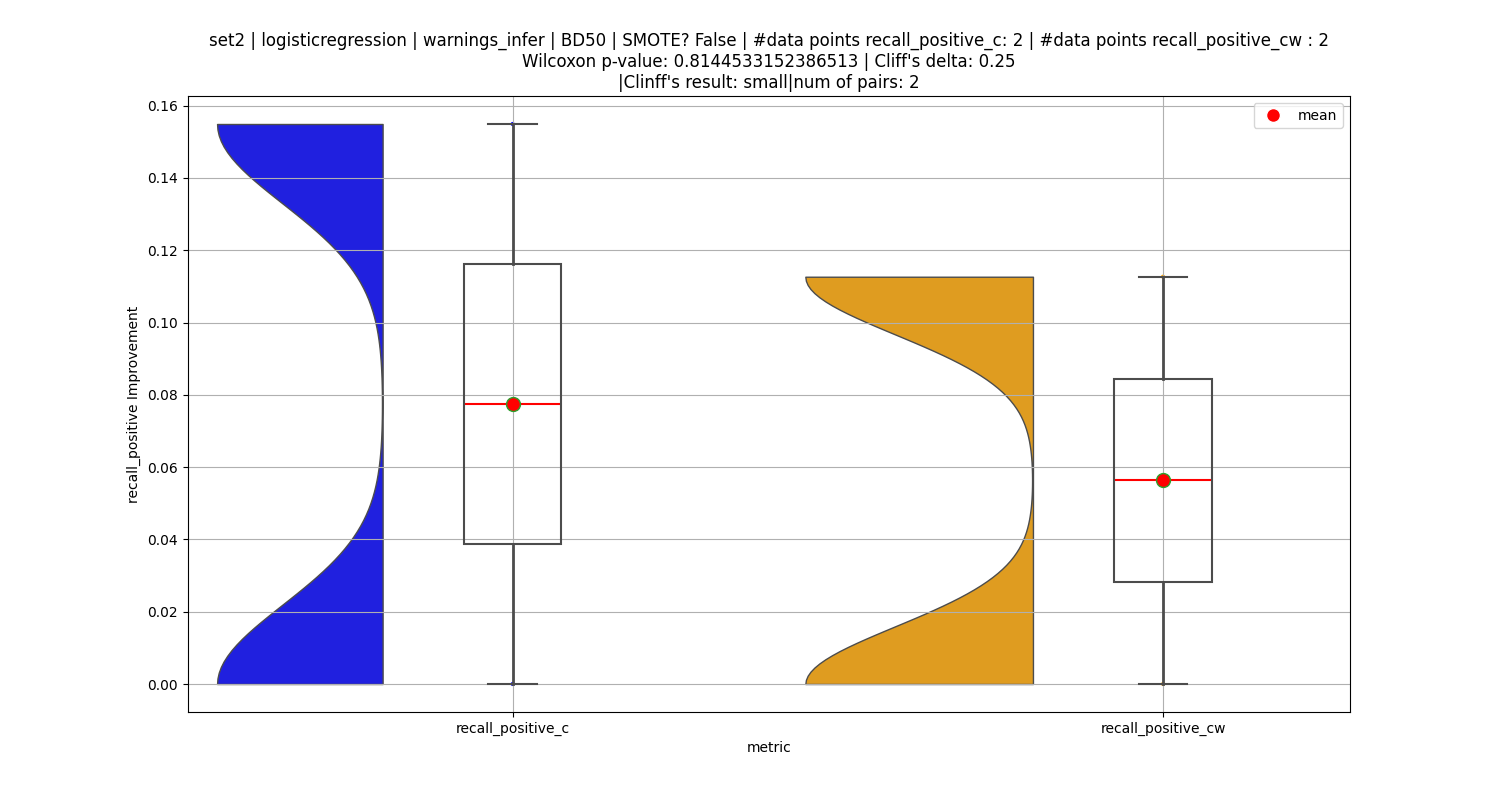 set2 | logisticregression | warnings_infer | BD50 | SMOTE? False | #data points recall_positive_c: 2 | #data points recall_positive_cw : 2
Wilcoxon p-value: 0.8144533152386513 | Cliff's delta: 0.25
|Clinff's result: small|num of pairs: 2
mean
0.16
0.14
0.12
0.10
0.08
0.06
0.04
0.02
0.00
recall_positive Improvement
recall_positive_c
recall_positive_cw
metric